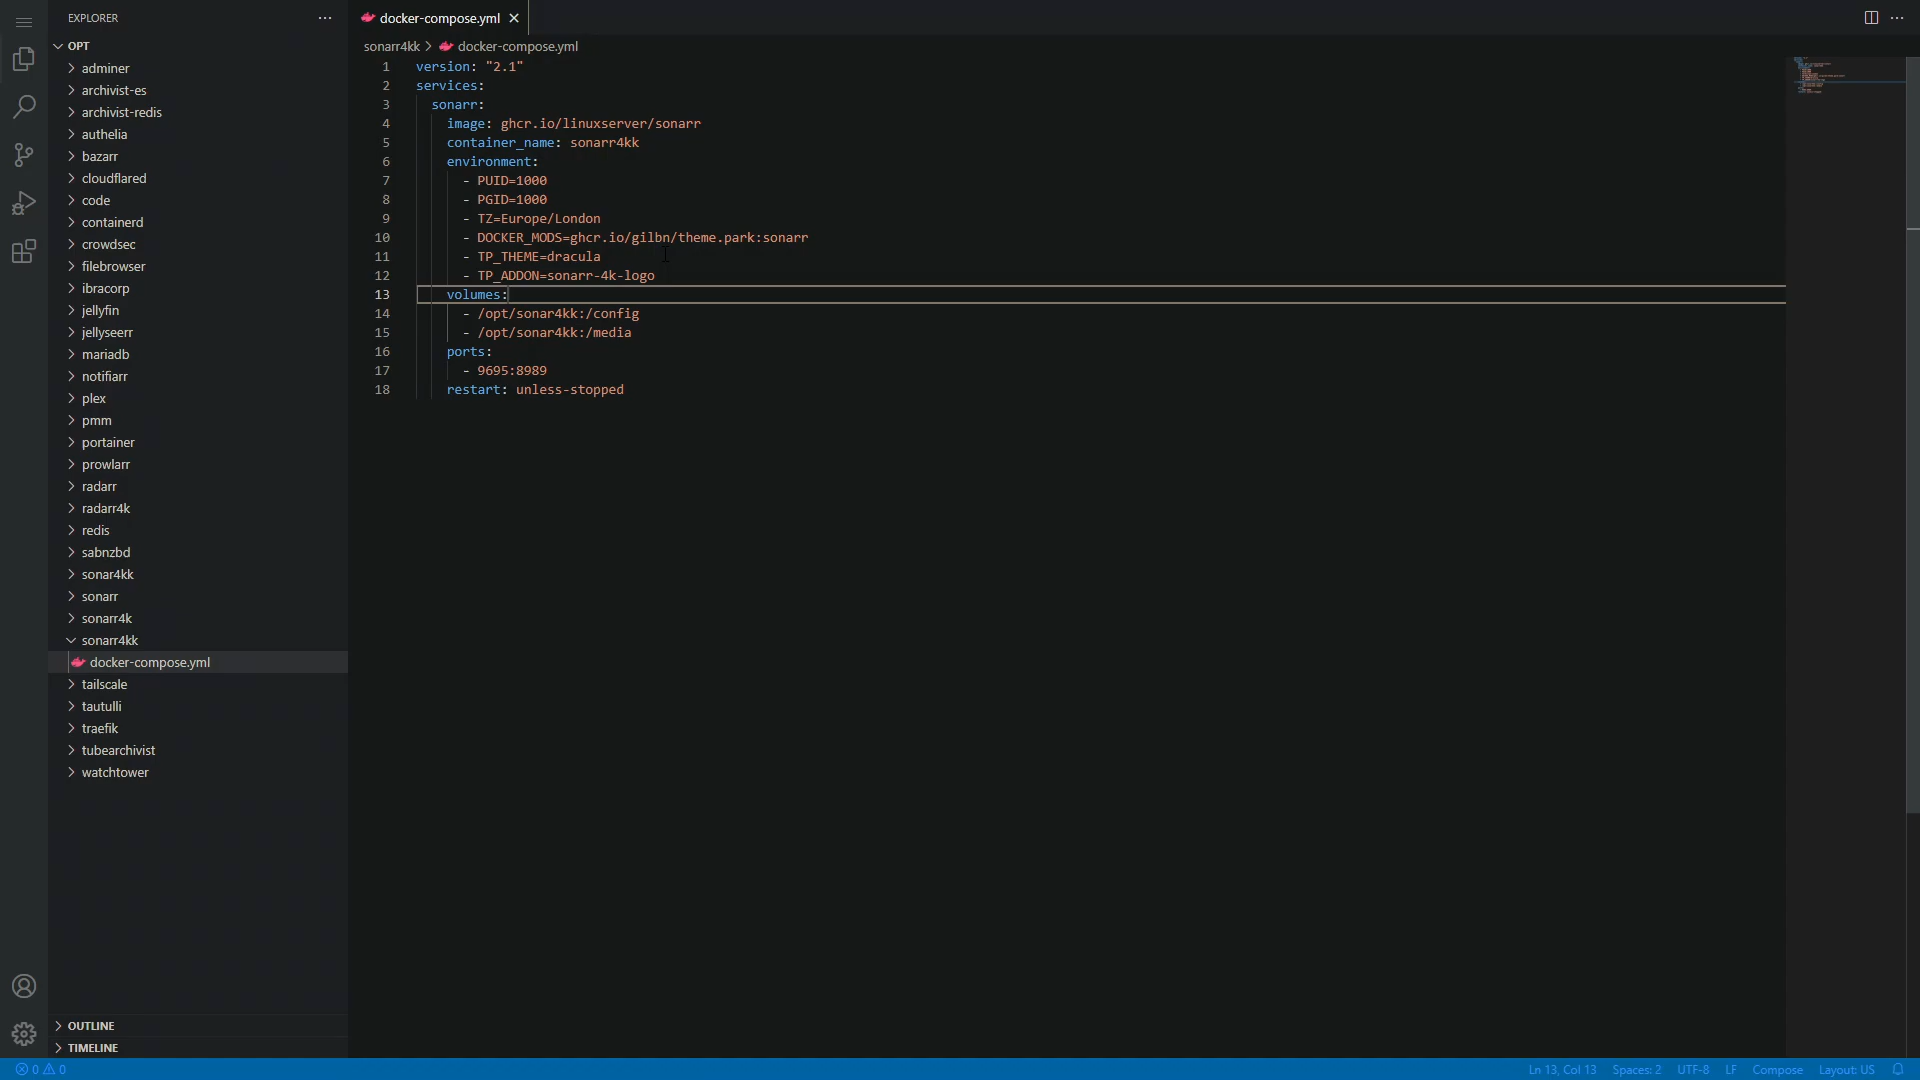 EXPLORER
OPT
adminer
archivist-es
archivist-redis
authelia
bazarr
cloudflared
code
containerd
crowdsec
filebrowser
ibracorp
jellyfin
jellyseerr
mariadb
notifiarr
plex
pmm
portainer
prowlarr
radarr
radarr4k
redis
sabnzbd
sonar4kk
sonarr
sonarr4k
sonarr4kk
docker-compose.yml
tailscale
tautulli
traefik
tubearchivist
watchtower
OUTLINE
TIMELINE
docker-compose.yml
sonarr4kk > docker-compose.yml
1 version: "2.1"
2 services:
3 sonarr:
4 image: ghcr.io/linuxserver/sonarr
5 container_name: sonarr4kk
6 environment:
7 - PUID=1000
8 - PGID=1000
9 - TZ=Europe/London
10 - DOCKER_MODS=ghcr.io/gilbn/theme.park:sonarr
11 - TP_THEME=dracula
12 - TP_ADDON=sonarr-4k-logo
13 volumes:
14 - /opt/sonar4kk:/config
15 - /opt/sonar4kk:/media
16 ports:
17 - 9695:8989
18 restart: unless-stopped
0 0
Ln 13, Col 13 Spaces: 2 UTF-8 LF Compose Layout: US